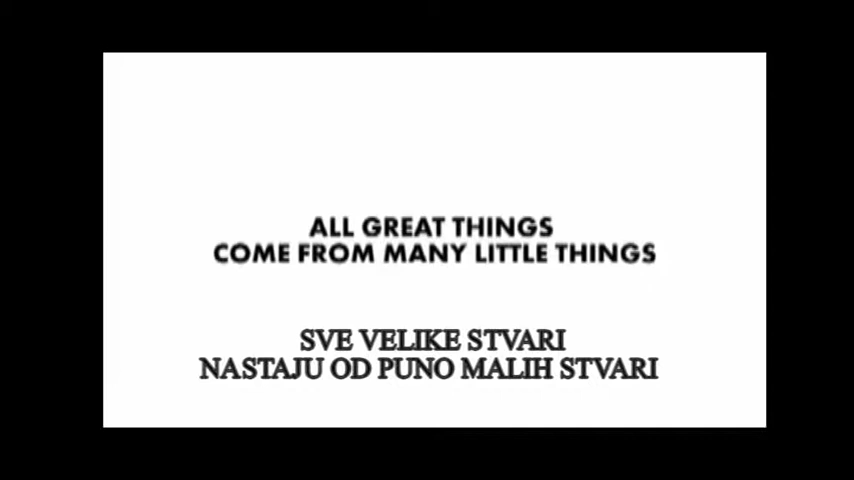 ALL GREAT THINGS
COME FROM MANY LITTLE THINGS
SVE VELIKE STVARI
NASTAJU OD PUNO MALIH STVARI